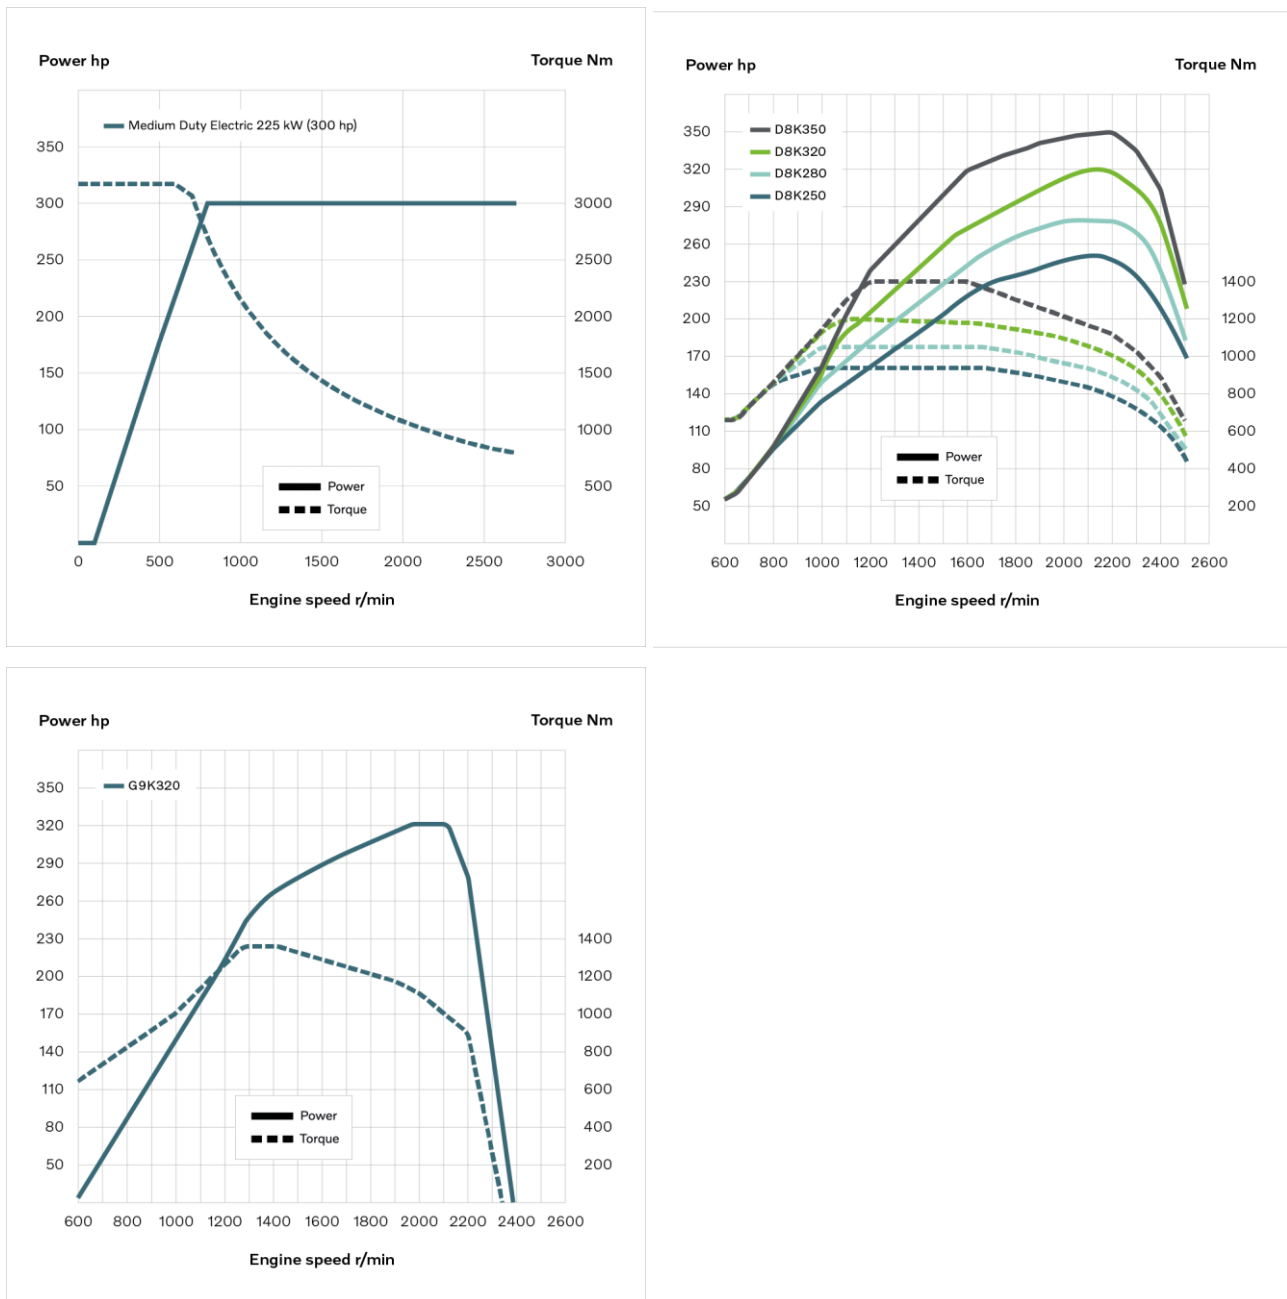 Power hp Torque Nm
Medium Duty Electric 225 kW (300 hp)
350
300 3000
250 2500
200 2000
150 1500
100 1000
50 500
Power
Torque
0 500 1000 1500 2000 2500 3000
Engine speed r/min
Power hp Torque Nm
D8K350
D8K320
D8K280
D8K250
350
320
290
260
230 1400
200 1200
170 1000
140 800
110 600
80 400
50 200
Power
Torque
600 800 1000 1200 1400 1600 1800 2000 2200 2400 2600
Engine speed r/min
Power hp Torque Nm
G9K320
350
320
290
260
230 1400
200 1200
170 1000
140 800
110 600
80 400
50 200
Power
Torque
600 800 1000 1200 1400 1600 1800 2000 2200 2400 2600
Engine speed r/min